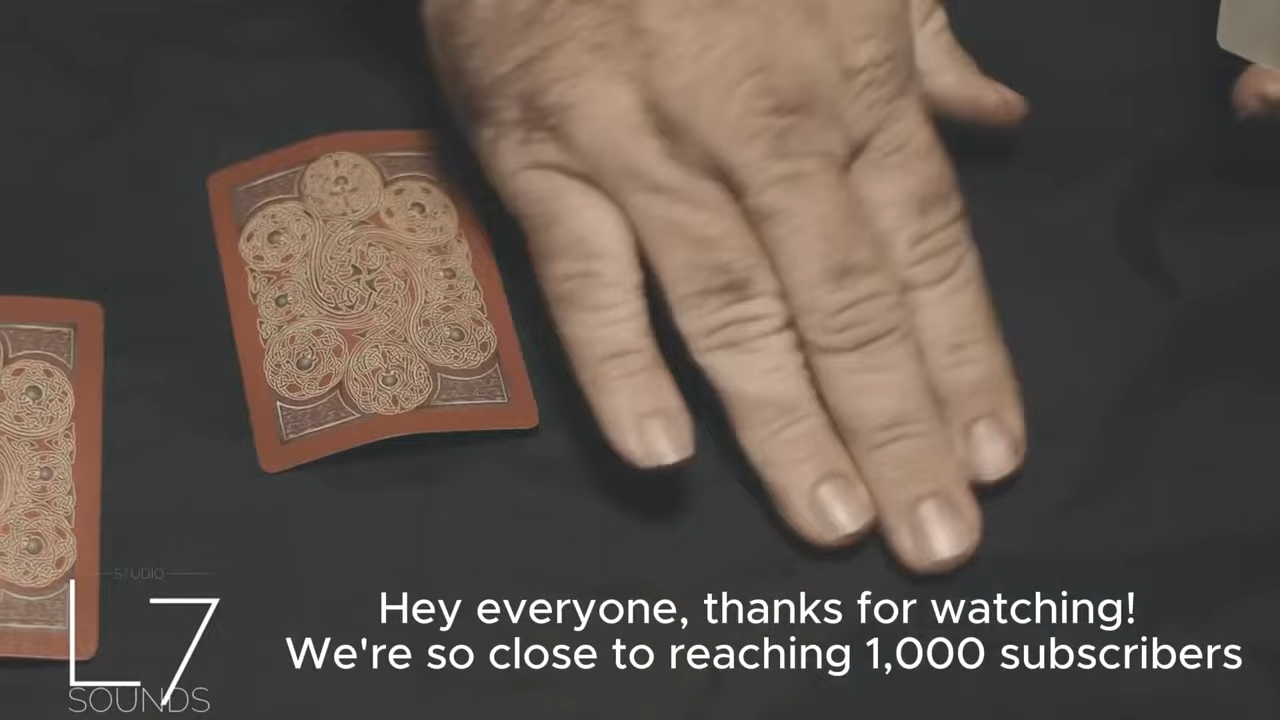 STUDIO
L7
SOUNDS
Hey everyone, thanks for watching!
We're so close to reaching 1,000 subscribers